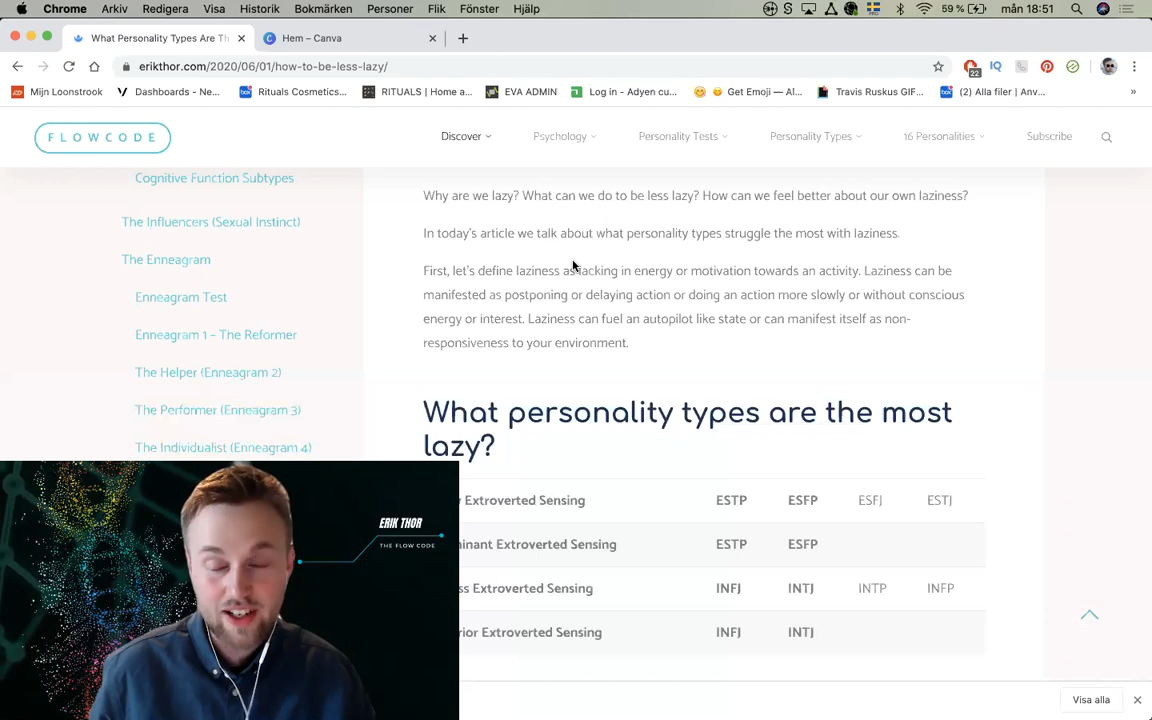 Chrome Arkiv Redigera Visa Historik Bokmärken Personer Flik Fönster Hjälp 59 % mån 18:51
What Personality Types Are Th
Hem – Canva
erikthor.com/2020/06/01/how-to-be-less-lazy/
22
Mijn Loonstrook
Dashboards - Ne...
Rituals Cosmetics...
RITUALS | Home a...
EVA ADMIN
Log in - Adyen cu...
Get Emoji — Al...
Travis Ruskus GIF...
(2) Alla filer | Anv...
FLOWCODE
Discover
Psychology
Personality Tests
Personality Types
16 Personalities
Subscribe
Cognitive Function Subtypes
The Influencers (Sexual Instinct)
The Enneagram
Enneagram Test
Enneagram 1 – The Reformer
The Helper (Enneagram 2)
The Performer (Enneagram 3)
The Individualist (Enneagram 4)
Why are we lazy? What can we do to be less lazy? How can we feel better about our own laziness?
In today's article we talk about what personality types struggle the most with laziness.
First, let's define laziness as lacking in energy or motivation towards an activity. Laziness can be
manifested as postponing or delaying action or doing an action more slowly or without conscious
energy or interest. Laziness can fuel an autopilot like state or can manifest itself as non-
responsiveness to your environment.
What personality types are the most
lazy?
Extroverted Sensing ESTP ESFP ESFJ ESTJ
Extroverted Sensing ESTP ESFP
Extroverted Sensing INFJ INTJ INTP INFP
Extroverted Sensing INFJ INTJ
ERIK THOR
THE FLOW CODE
Visa alla